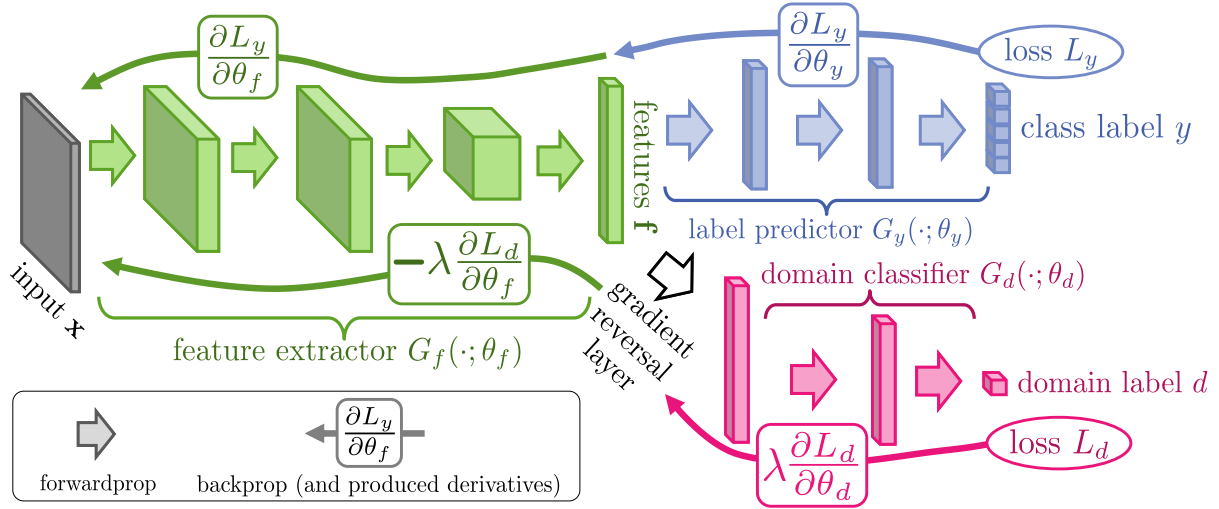 ∂L_y/∂θ_f
∂L_y/∂θ_y
loss L_y
features f
class label y
label predictor G_y(·; θ_y)
input x
−λ ∂L_d/∂θ_f
feature extractor G_f(·; θ_f)
gradient
reversal
layer
domain classifier G_d(·; θ_d)
domain label d
λ ∂L_d/∂θ_d
loss L_d
∂L_y/∂θ_f
forwardprop
backprop (and produced derivatives)